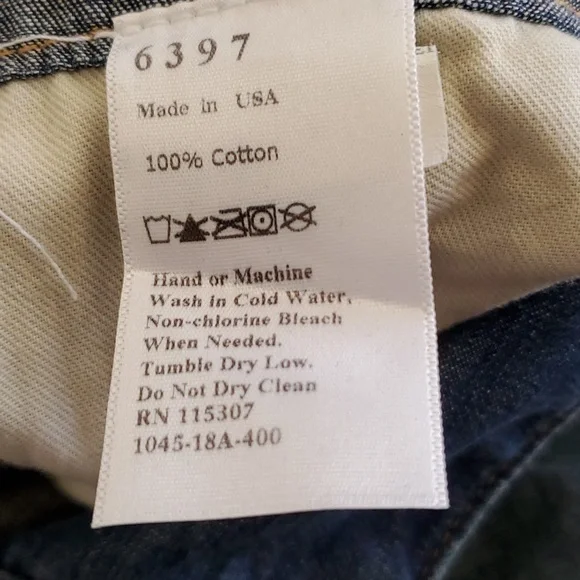 6397
Made in USA
100% Cotton
Hand or Machine
Wash in Cold Water,
Non-chlorine Bleach
When Needed.
Tumble Dry Low.
Do Not Dry Clean
RN 115307
1045-18A-400